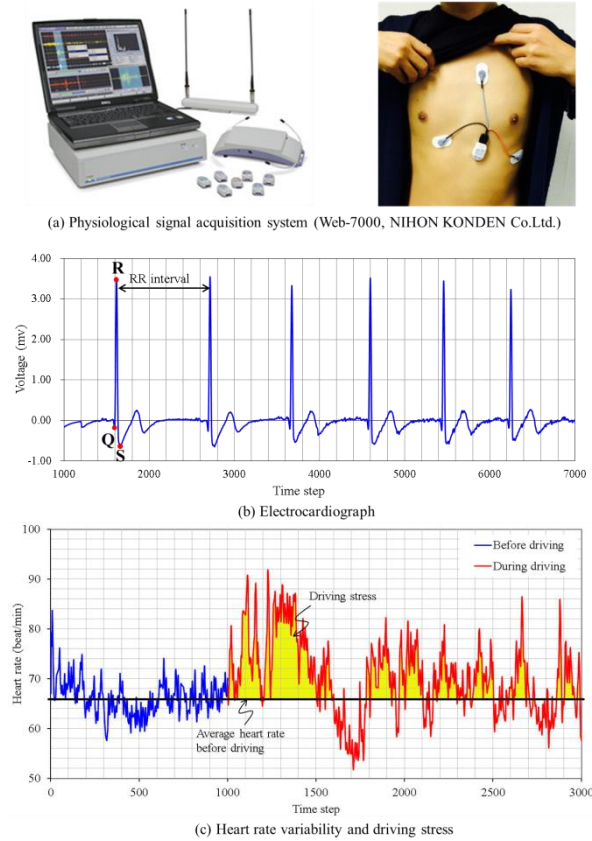 (a) Physiological signal acquisition system (Web-7000, NIHON KONDEN Co.Ltd.)
4.00
3.00
2.00
1.00
0.00
-1.00
Voltage (mv)
R
RR interval
Q
S
1000 2000 3000 4000 5000 6000 7000
Time step
(b) Electrocardiograph
100
90
80
70
60
50
Heart rate (beat/min)
Before driving
During driving
Driving stress
Average heart rate
before driving
0 500 1000 1500 2000 2500 3000
Time step
(c) Heart rate variability and driving stress